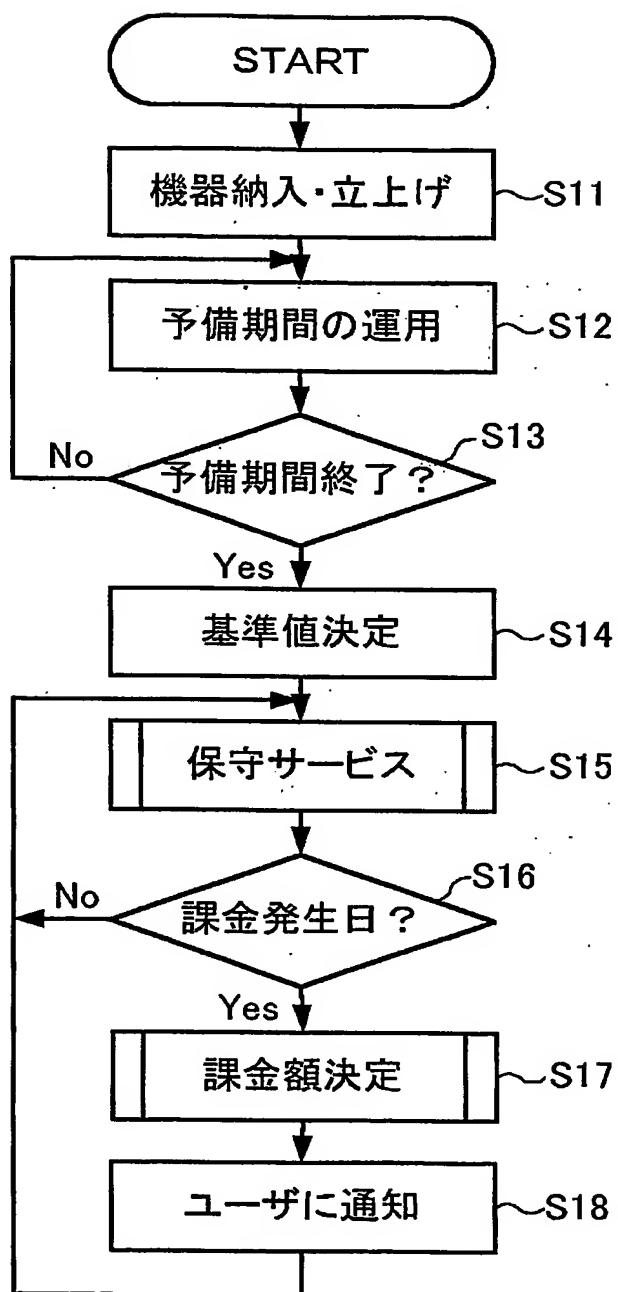 START
機器納入・立上げ S11
予備期間の運用 S12
S13
No
予備期間終了?
Yes
基準値決定 S14
保守サービス S15
S16
No
課金発生日?
Yes
課金額決定 S17
ユーザに通知 S18